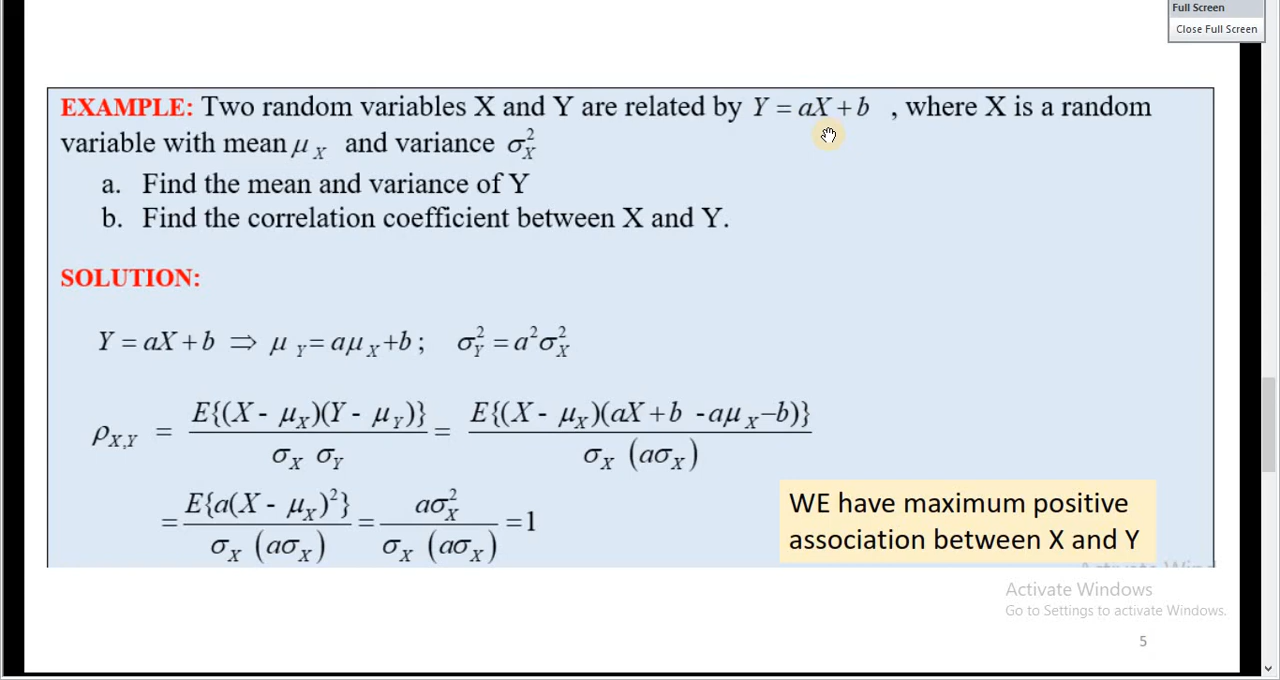 Full Screen
Close Full Screen
EXAMPLE: Two random variables X and Y are related by Y = aX + b , where X is a random
variable with mean μ_X and variance σ_X^2
a. Find the mean and variance of Y
b. Find the correlation coefficient between X and Y.
SOLUTION:
Y = aX + b ⇒ μ_Y = aμ_X + b ; σ_Y^2 = a^2σ_X^2
ρ_{X,Y} = E{(X - μ_X)(Y - μ_Y)} / σ_X σ_Y = E{(X - μ_X)(aX + b - aμ_X – b)} / σ_X (aσ_X)
= E{a(X - μ_X)^2} / σ_X (aσ_X) = aσ_X^2 / σ_X (aσ_X) = 1
WE have maximum positive
association between X and Y
Activate Windows
Go to Settings to activate Windows.
5